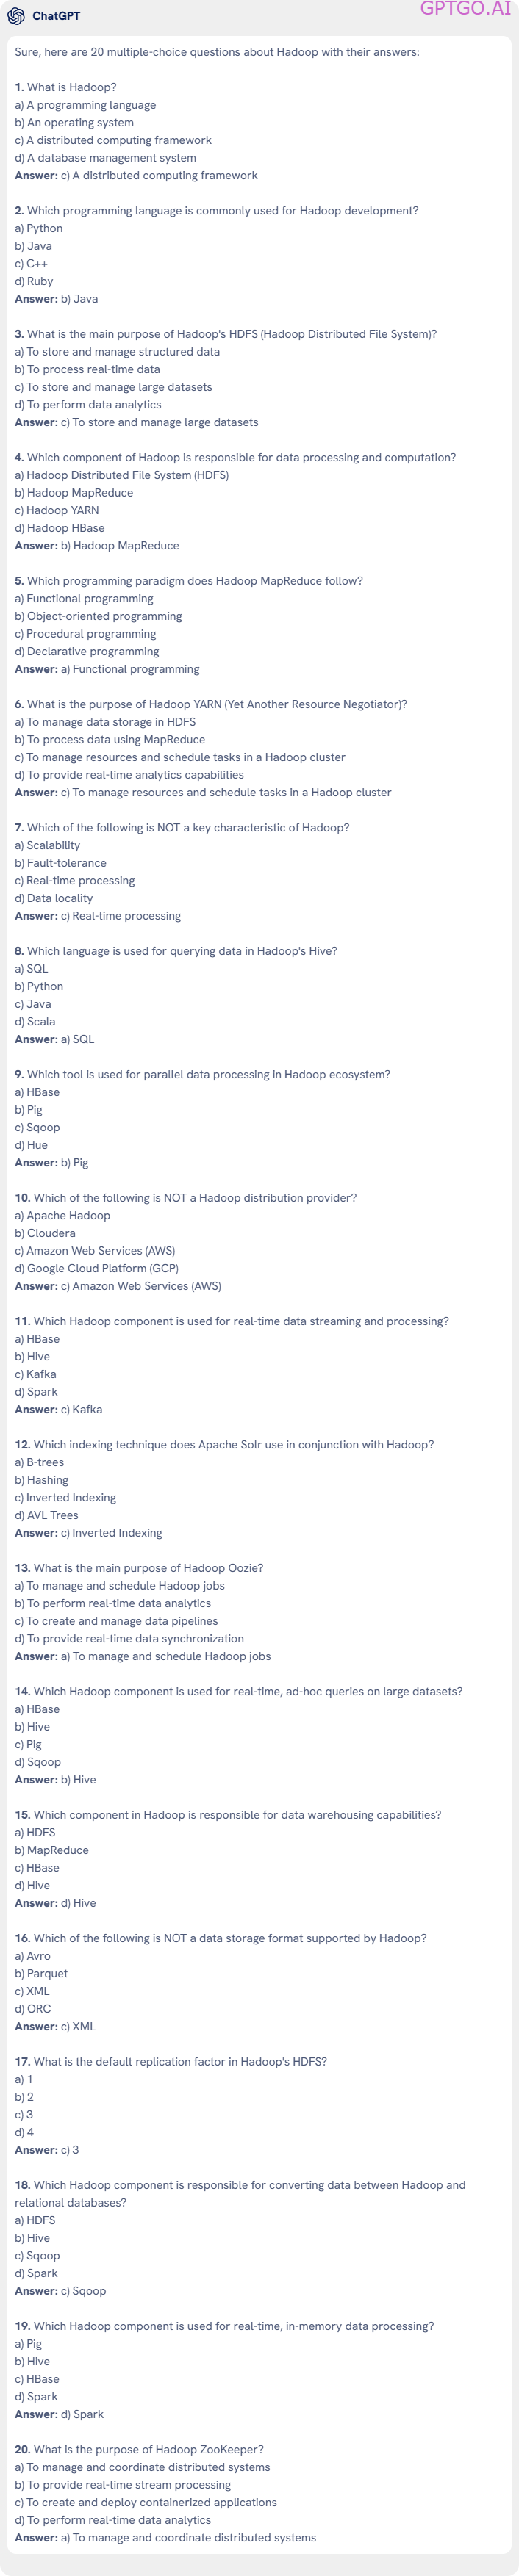 ChatGPT
GPTGO.AI
Sure, here are 20 multiple-choice questions about Hadoop with their answers:
1. What is Hadoop?
a) A programming language
b) An operating system
c) A distributed computing framework
d) A database management system
Answer: c) A distributed computing framework
2. Which programming language is commonly used for Hadoop development?
a) Python
b) Java
c) C++
d) Ruby
Answer: b) Java
3. What is the main purpose of Hadoop's HDFS (Hadoop Distributed File System)?
a) To store and manage structured data
b) To process real-time data
c) To store and manage large datasets
d) To perform data analytics
Answer: c) To store and manage large datasets
4. Which component of Hadoop is responsible for data processing and computation?
a) Hadoop Distributed File System (HDFS)
b) Hadoop MapReduce
c) Hadoop YARN
d) Hadoop HBase
Answer: b) Hadoop MapReduce
5. Which programming paradigm does Hadoop MapReduce follow?
a) Functional programming
b) Object-oriented programming
c) Procedural programming
d) Declarative programming
Answer: a) Functional programming
6. What is the purpose of Hadoop YARN (Yet Another Resource Negotiator)?
a) To manage data storage in HDFS
b) To process data using MapReduce
c) To manage resources and schedule tasks in a Hadoop cluster
d) To provide real-time analytics capabilities
Answer: c) To manage resources and schedule tasks in a Hadoop cluster
7. Which of the following is NOT a key characteristic of Hadoop?
a) Scalability
b) Fault-tolerance
c) Real-time processing
d) Data locality
Answer: c) Real-time processing
8. Which language is used for querying data in Hadoop's Hive?
a) SQL
b) Python
c) Java
d) Scala
Answer: a) SQL
9. Which tool is used for parallel data processing in Hadoop ecosystem?
a) HBase
b) Pig
c) Sqoop
d) Hue
Answer: b) Pig
10. Which of the following is NOT a Hadoop distribution provider?
a) Apache Hadoop
b) Cloudera
c) Amazon Web Services (AWS)
d) Google Cloud Platform (GCP)
Answer: c) Amazon Web Services (AWS)
11. Which Hadoop component is used for real-time data streaming and processing?
a) HBase
b) Hive
c) Kafka
d) Spark
Answer: c) Kafka
12. Which indexing technique does Apache Solr use in conjunction with Hadoop?
a) B-trees
b) Hashing
c) Inverted Indexing
d) AVL Trees
Answer: c) Inverted Indexing
13. What is the main purpose of Hadoop Oozie?
a) To manage and schedule Hadoop jobs
b) To perform real-time data analytics
c) To create and manage data pipelines
d) To provide real-time data synchronization
Answer: a) To manage and schedule Hadoop jobs
14. Which Hadoop component is used for real-time, ad-hoc queries on large datasets?
a) HBase
b) Hive
c) Pig
d) Sqoop
Answer: b) Hive
15. Which component in Hadoop is responsible for data warehousing capabilities?
a) HDFS
b) MapReduce
c) HBase
d) Hive
Answer: d) Hive
16. Which of the following is NOT a data storage format supported by Hadoop?
a) Avro
b) Parquet
c) XML
d) ORC
Answer: c) XML
17. What is the default replication factor in Hadoop's HDFS?
a) 1
b) 2
c) 3
d) 4
Answer: c) 3
18. Which Hadoop component is responsible for converting data between Hadoop and
relational databases?
a) HDFS
b) Hive
c) Sqoop
d) Spark
Answer: c) Sqoop
19. Which Hadoop component is used for real-time, in-memory data processing?
a) Pig
b) Hive
c) HBase
d) Spark
Answer: d) Spark
20. What is the purpose of Hadoop ZooKeeper?
a) To manage and coordinate distributed systems
b) To provide real-time stream processing
c) To create and deploy containerized applications
d) To perform real-time data analytics
Answer: a) To manage and coordinate distributed systems